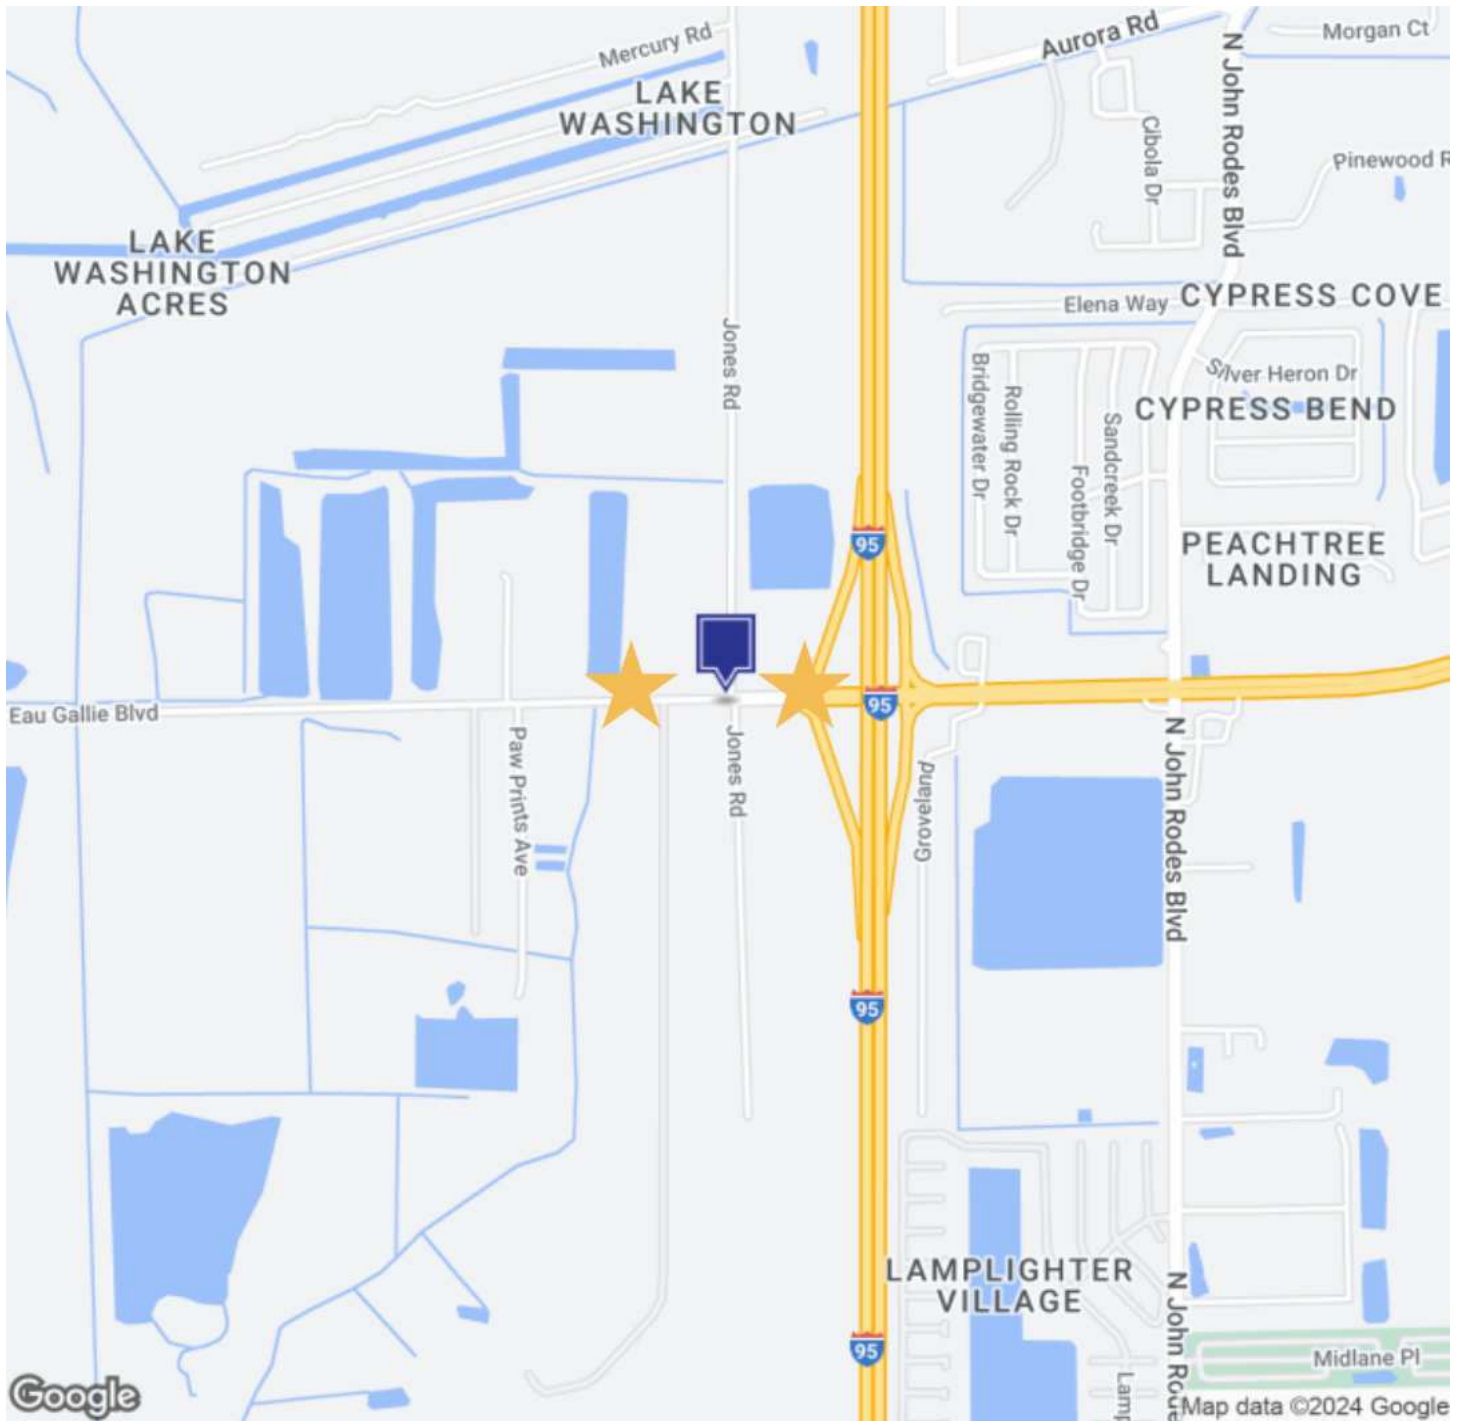 Mercury Rd
Aurora Rd
Morgan Ct
LAKE
WASHINGTON
N John Rodes Blvd
Cibola Dr
Pinewood R
LAKE
WASHINGTON
ACRES
Elena Way
CYPRESS COVE
Jones Rd
Bridgewater Dr
Rolling Rock Dr
Sandcreek Dr
Footbridge Dr
Silver Heron Dr
CYPRESS BEND
95
PEACHTREE
LANDING
95
Eau Gallie Blvd
Paw Prints Ave
Jones Rd
Groveland
N John Rodes Blvd
95
LAMPLIGHTER
VILLAGE
N John Rode
95
Midlane Pl
Lamp
Google
Map data ©2024 Google